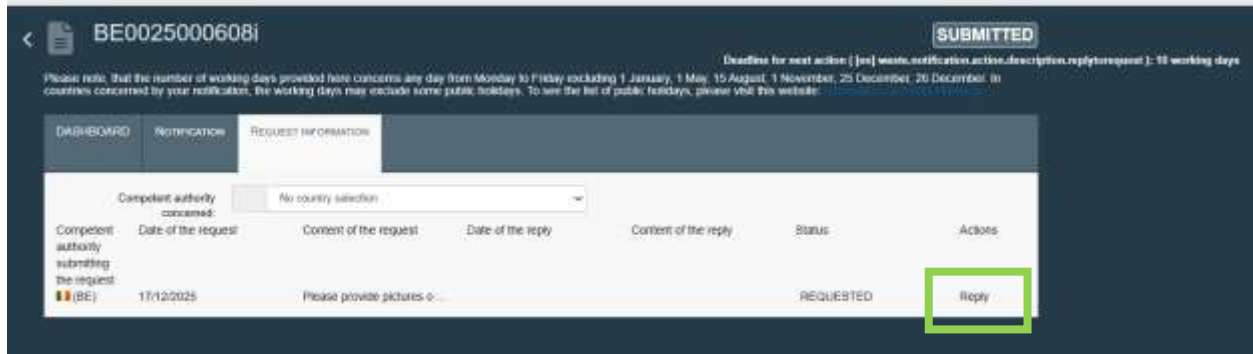 BE0025000608i
SUBMITTED
Deadline for next action ( [en] waste.notification.action.description.replytorequest ): 10 working days
Please note, that the number of working days provided here concerns any day from Monday to Friday excluding 1 January, 1 May, 15 August, 1 November, 25 December, 26 December. In
countries concerned by your notification, the working days may exclude some public holidays. To see the list of public holidays, please visit this website:
DASHBOARD NOTIFICATION REQUEST INFORMATION
Competent authority
concerned:
No country selection
Competent
authority
submitting
the request
Date of the request
Content of the request
Date of the reply
Content of the reply
Status
Actions
(BE) 17/12/2025 Please provide pictures o... REQUESTED Reply